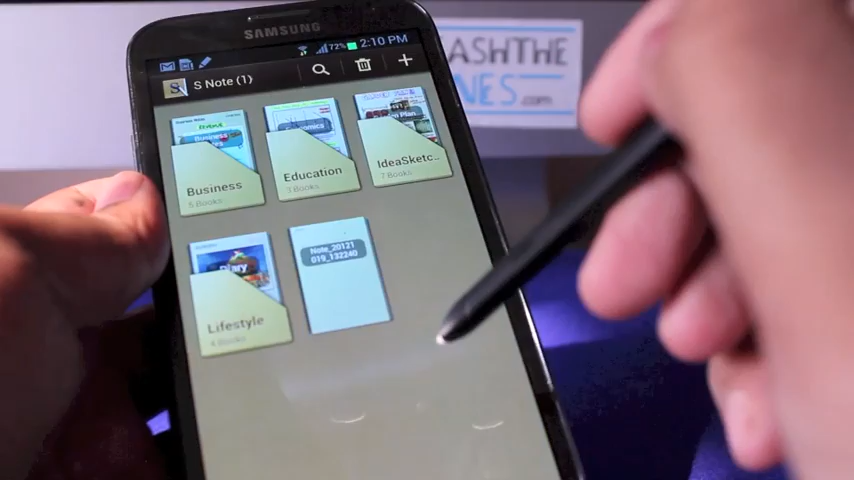 SAMSUNG
72%
2:10 PM
S Note (1)
ASHTHE
NES.com
Business
5 Books
Education
3 Books
IdeaSketc..
7 Books
Diary
Note_20121
019_132240
Lifestyle
4 Books